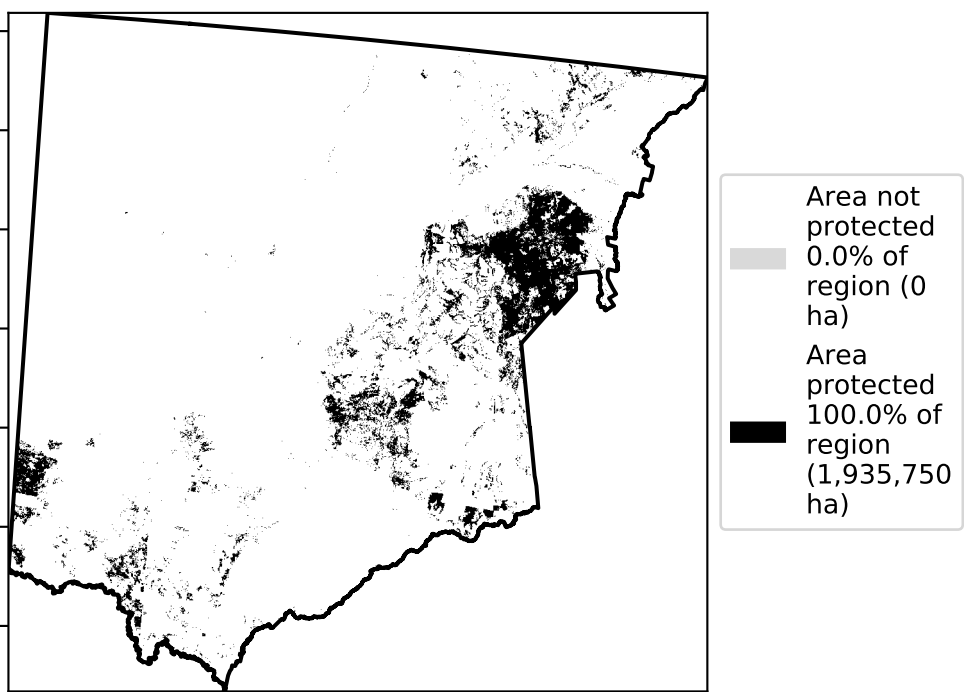 Area not
protected
0.0% of
region (0
ha)
Area
protected
100.0% of
region
(1,935,750
ha)